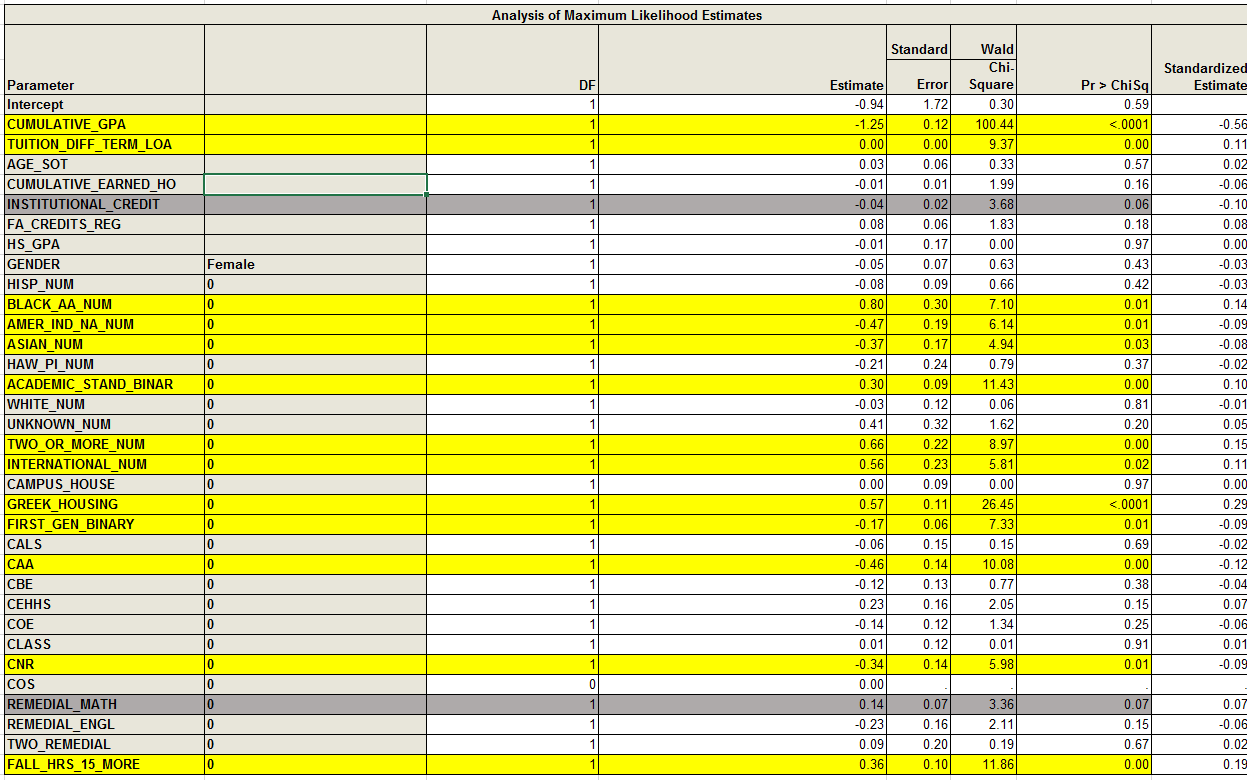 Analysis of Maximum Likelihood Estimates
Standard Wald
Parameter DF Estimate Error Chi-Square Pr > ChiSq Standardized Estimate
Intercept 1 -0.94 1.72 0.30 0.59
CUMULATIVE_GPA 1 -1.25 0.12 100.44 <.0001 -0.56
TUITION_DIFF_TERM_LOA 1 0.00 0.00 9.37 0.00 0.11
AGE_SOT 1 0.03 0.06 0.33 0.57 0.02
CUMULATIVE_EARNED_HO 1 -0.01 0.01 1.99 0.16 -0.06
INSTITUTIONAL_CREDIT 1 -0.04 0.02 3.68 0.06 -0.10
FA_CREDITS_REG 1 0.08 0.06 1.83 0.18 0.08
HS_GPA 1 -0.01 0.17 0.00 0.97 0.00
GENDER Female 1 -0.05 0.07 0.63 0.43 -0.03
HISP_NUM 0 1 -0.08 0.09 0.66 0.42 -0.03
BLACK_AA_NUM 0 1 0.80 0.30 7.10 0.01 0.14
AMER_IND_NA_NUM 0 1 -0.47 0.19 6.14 0.01 -0.09
ASIAN_NUM 0 1 -0.37 0.17 4.94 0.03 -0.08
HAW_PI_NUM 0 1 -0.21 0.24 0.79 0.37 -0.02
ACADEMIC_STAND_BINAR 0 1 0.30 0.09 11.43 0.00 0.10
WHITE_NUM 0 1 -0.03 0.12 0.06 0.81 -0.01
UNKNOWN_NUM 0 1 0.41 0.32 1.62 0.20 0.05
TWO_OR_MORE_NUM 0 1 0.66 0.22 8.97 0.00 0.15
INTERNATIONAL_NUM 0 1 0.56 0.23 5.81 0.02 0.11
CAMPUS_HOUSE 0 1 0.00 0.09 0.00 0.97 0.00
GREEK_HOUSING 0 1 0.57 0.11 26.45 <.0001 0.29
FIRST_GEN_BINARY 0 1 -0.17 0.06 7.33 0.01 -0.09
CALS 0 1 -0.06 0.15 0.15 0.69 -0.02
CAA 0 1 -0.46 0.14 10.08 0.00 -0.12
CBE 0 1 -0.12 0.13 0.77 0.38 -0.04
CEHHS 0 1 0.23 0.16 2.05 0.15 0.07
COE 0 1 -0.14 0.12 1.34 0.25 -0.06
CLASS 0 1 0.01 0.12 0.01 0.91 0.01
CNR 0 1 -0.34 0.14 5.98 0.01 -0.09
COS 0 0 0.00 . . . .
REMEDIAL_MATH 0 1 0.14 0.07 3.36 0.07 0.07
REMEDIAL_ENGL 0 1 -0.23 0.16 2.11 0.15 -0.06
TWO_REMEDIAL 0 1 0.09 0.20 0.19 0.67 0.02
FALL_HRS_15_MORE 0 1 0.36 0.10 11.86 0.00 0.19